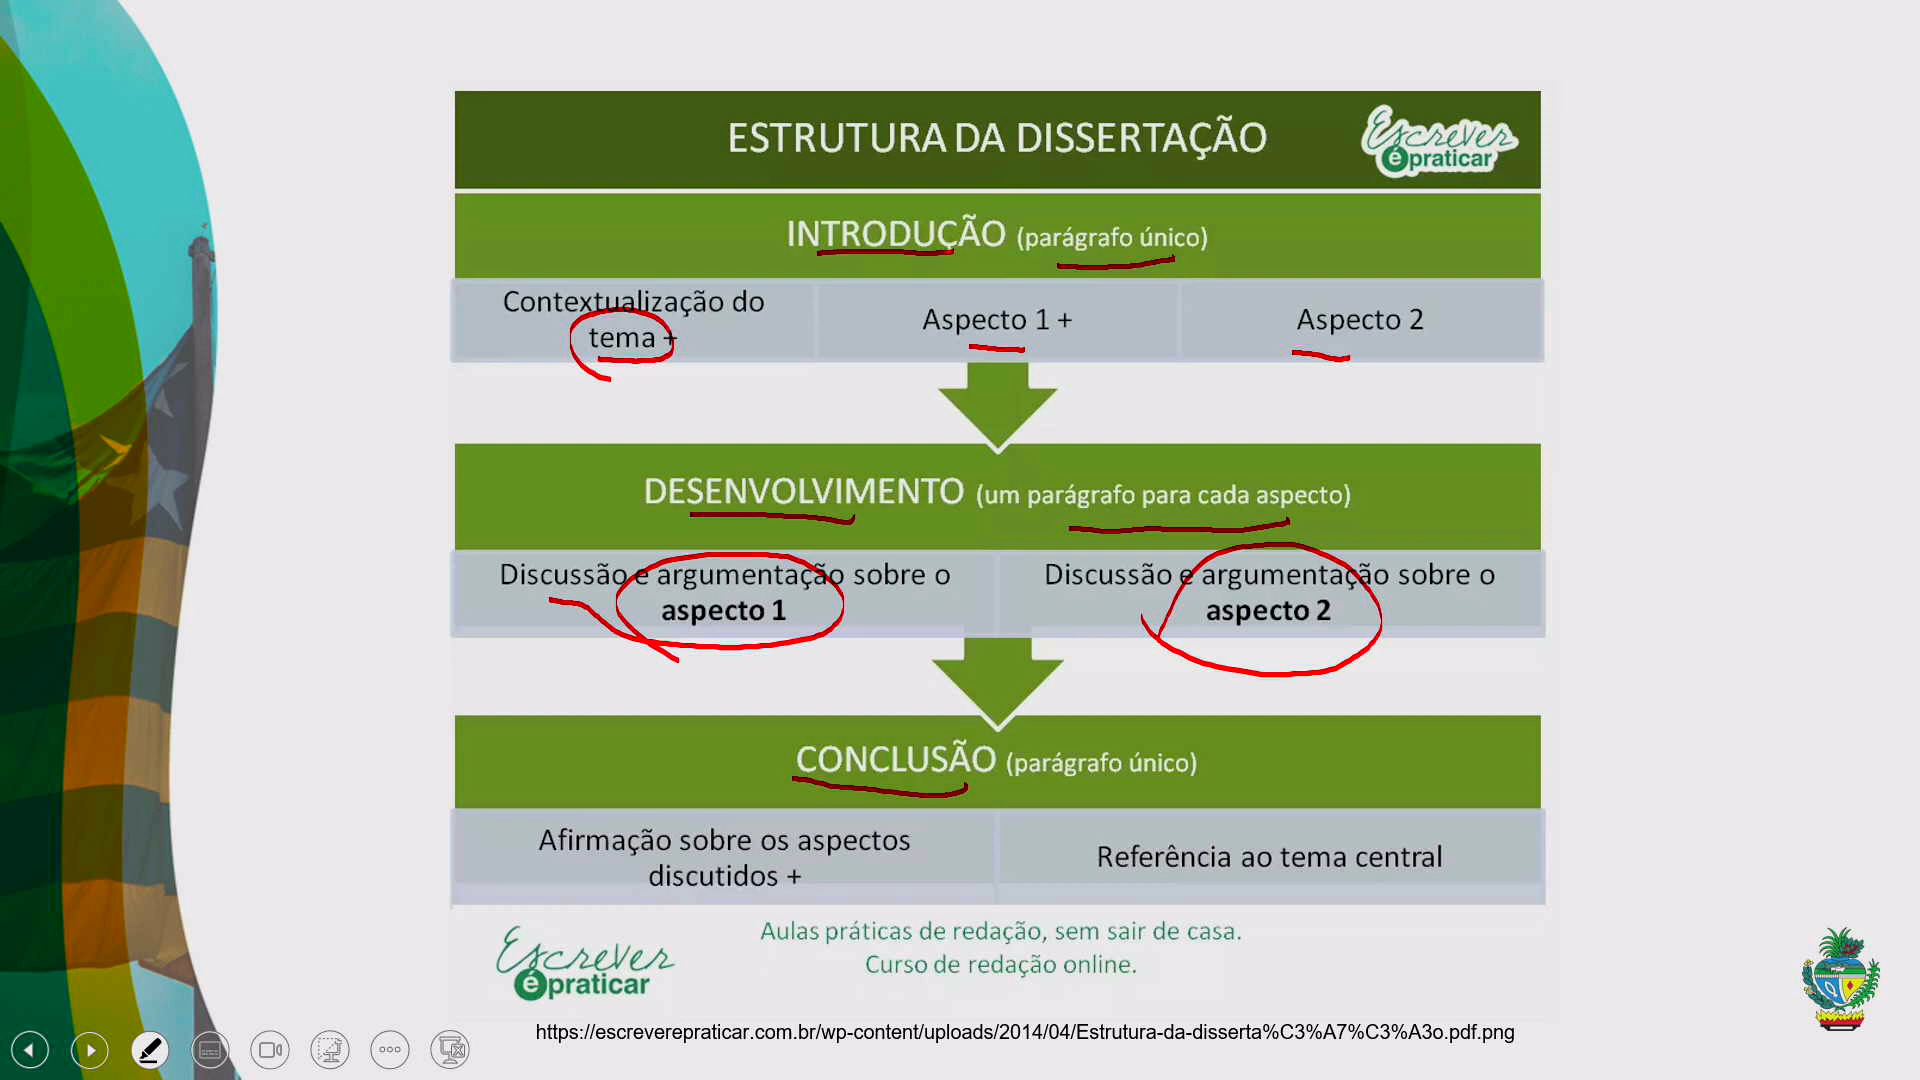 ESTRUTURA DA DISSERTAÇÃO
Escrever
é praticar
INTRODUÇÃO (parágrafo único)
Contextualização do
tema +
Aspecto 1 +
Aspecto 2
DESENVOLVIMENTO (um parágrafo para cada aspecto)
Discussão e argumentação sobre o
aspecto 1
Discussão e argumentação sobre o
aspecto 2
CONCLUSÃO (parágrafo único)
Afirmação sobre os aspectos
discutidos +
Referência ao tema central
Escrever
é praticar
Aulas práticas de redação, sem sair de casa.
Curso de redação online.
https://escreverepraticar.com.br/wp-content/uploads/2014/04/Estrutura-da-disserta%C3%A7%C3%A3o.pdf.png